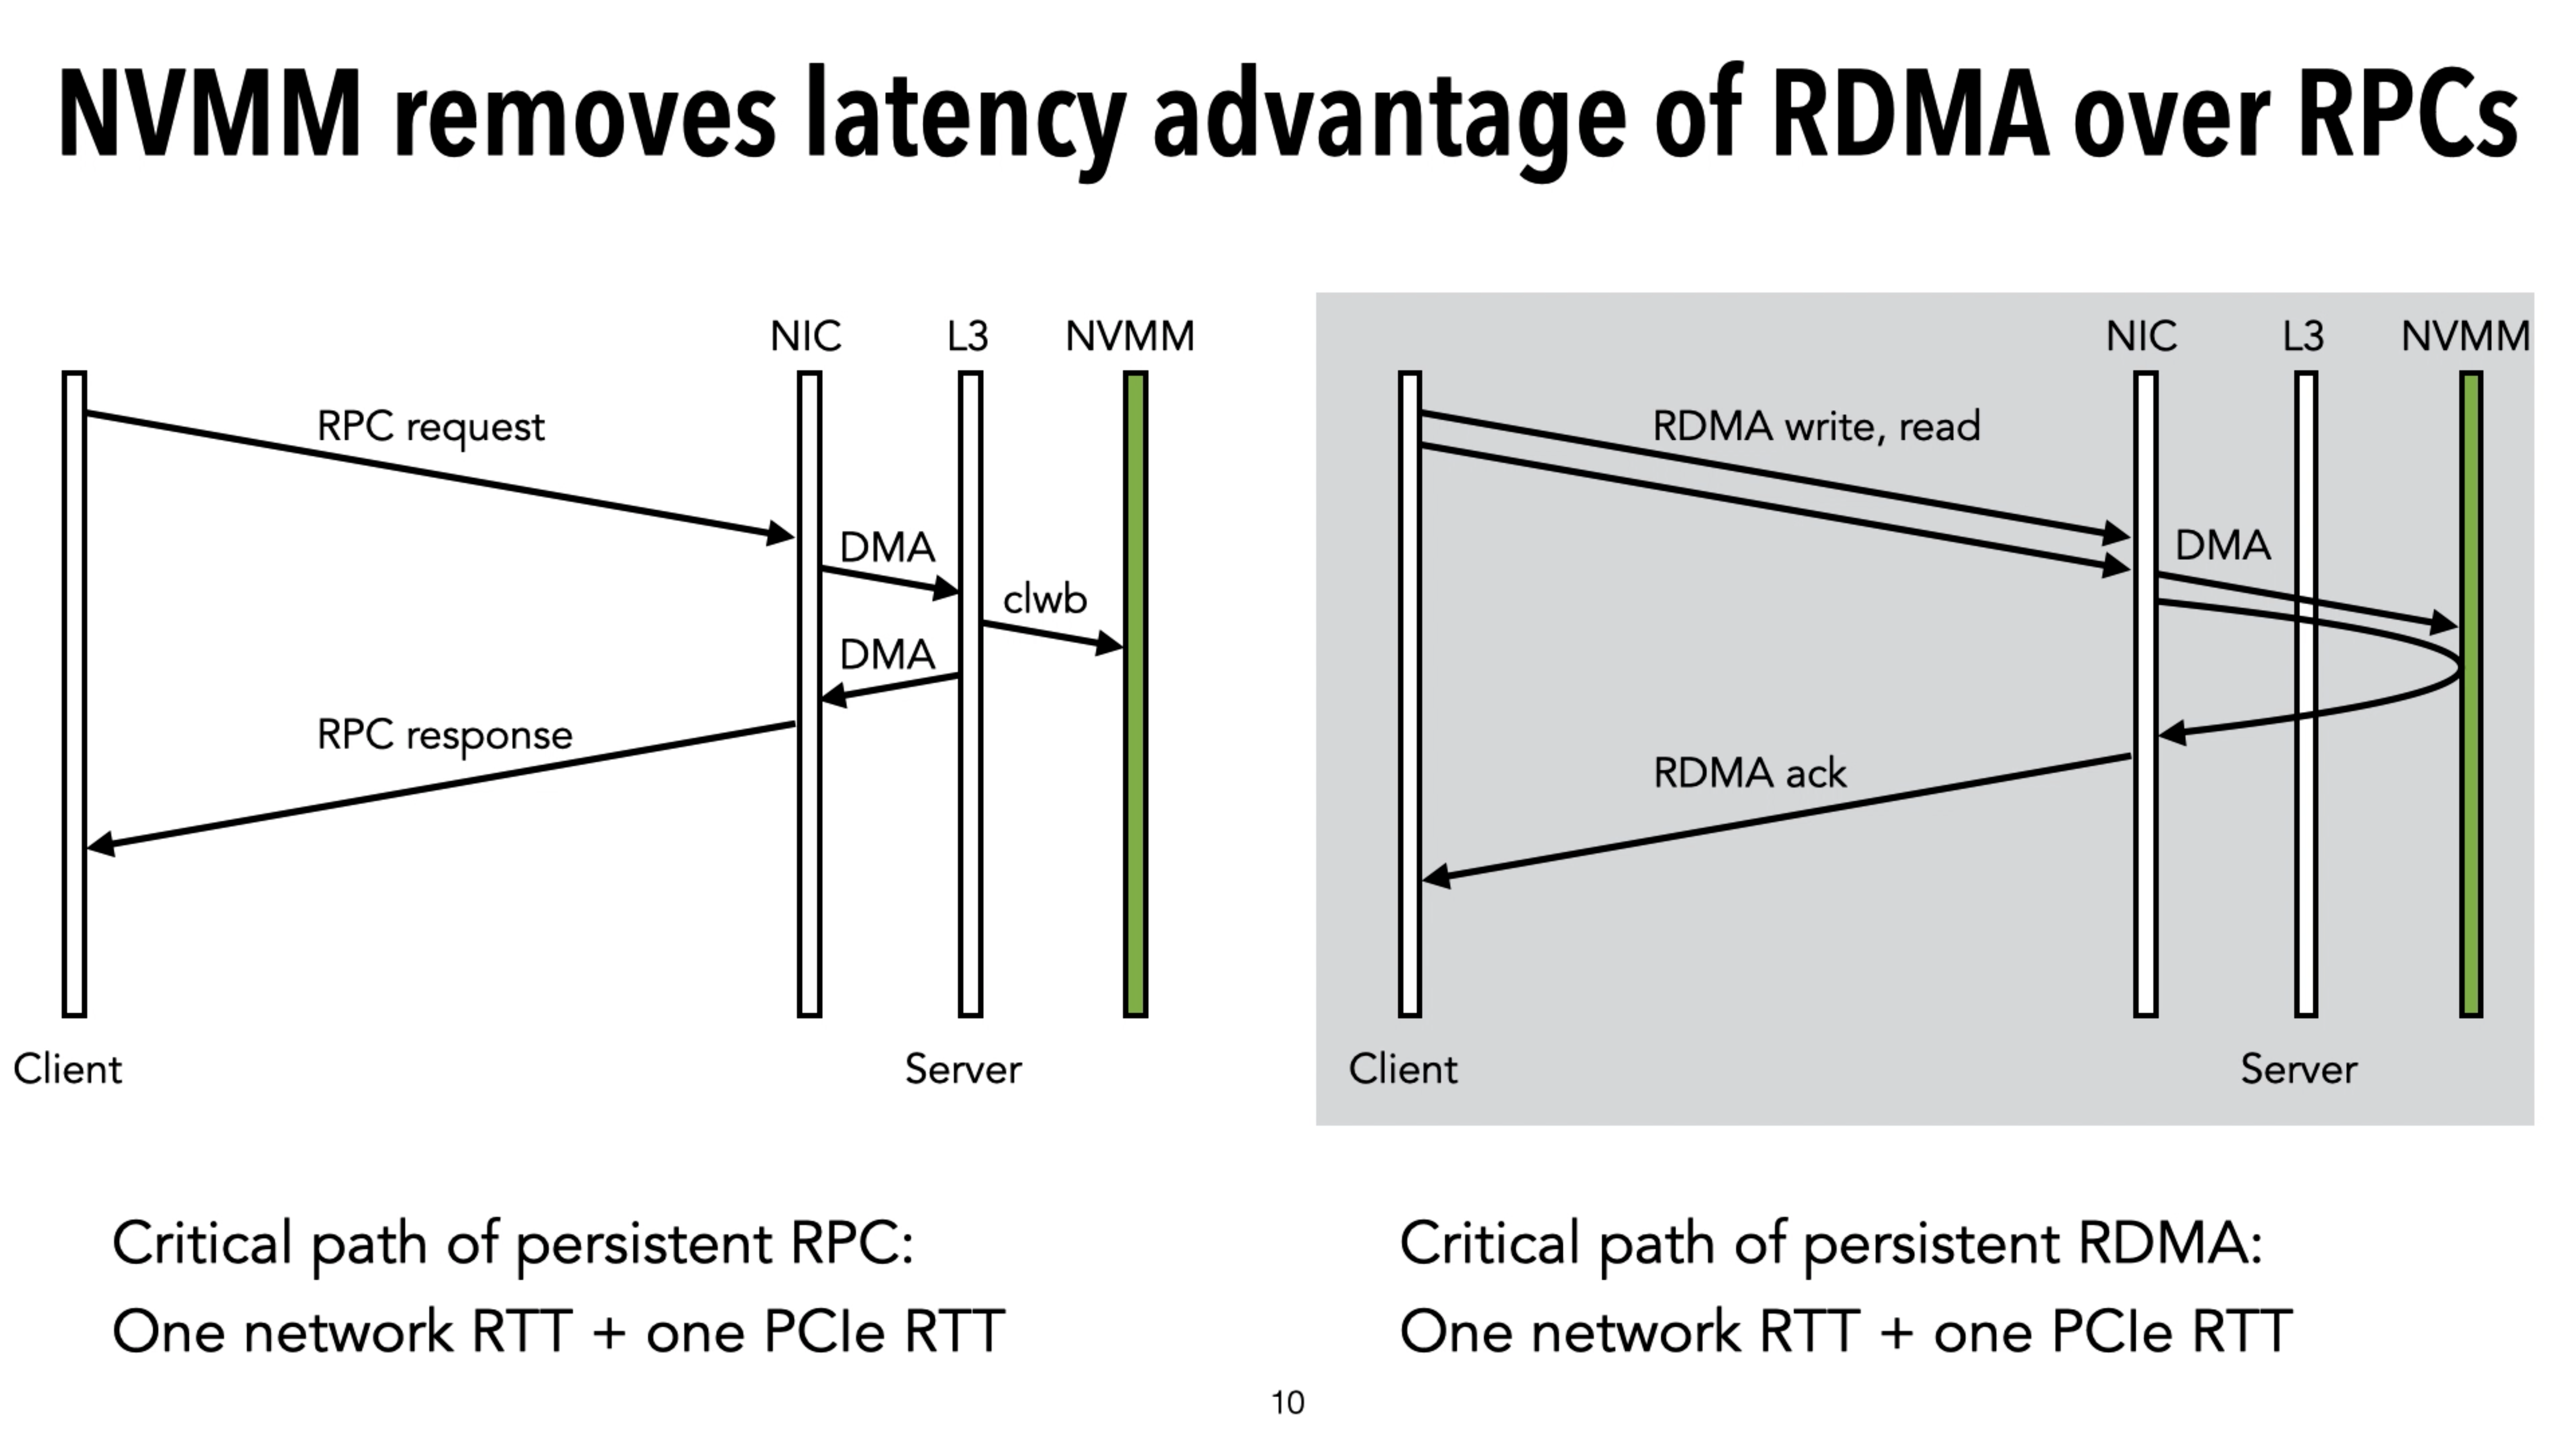 NVMM removes latency advantage of RDMA over RPCs
NIC L3 NVMM
RPC request
DMA
clwb
DMA
RPC response
Client Server
NIC L3 NVMM
RDMA write, read
DMA
RDMA ack
Client Server
Critical path of persistent RPC:
One network RTT + one PCIe RTT
Critical path of persistent RDMA:
One network RTT + one PCIe RTT
10